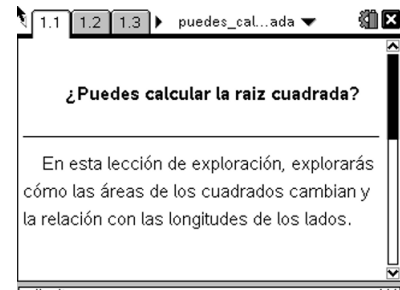 1.1 1.2 1.3 puedes_cal...ada
¿Puedes calcular la raiz cuadrada?
En esta lección de exploración, explorarás
cómo las áreas de los cuadrados cambian y
la relación con las longitudes de los lados.